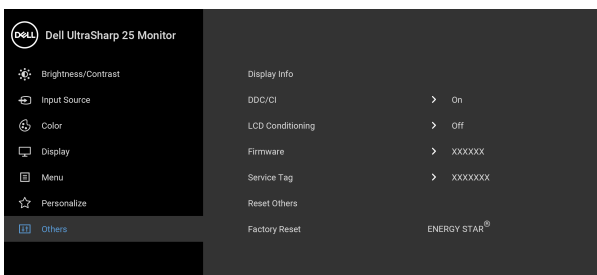 DELL Dell UltraSharp 25 Monitor
Brightness/Contrast Display Info
Input Source DDC/CI On
Color LCD Conditioning Off
Display Firmware XXXXXX
Menu Service Tag XXXXXXX
Personalize Reset Others
Others Factory Reset ENERGY STAR®